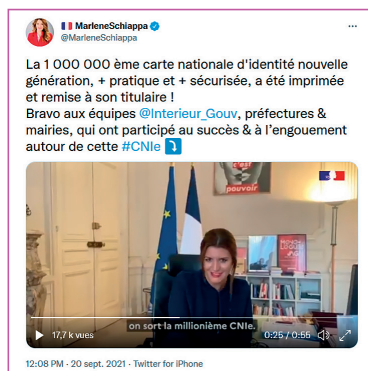 MarleneSchiappa
@MarleneSchiappa
La 1 000 000 ème carte nationale d'identité nouvelle
génération, + pratique et + sécurisée, a été imprimée
et remise à son titulaire !
Bravo aux équipes @Interieur_Gouv, préfectures &
mairies, qui ont participé au succès & à l'engouement
autour de cette #CNIe
pouvoir
on sort la millionième CNIe.
17,7 k vues
0:25 / 0:55
12:08 PM · 20 sept. 2021 · Twitter for iPhone